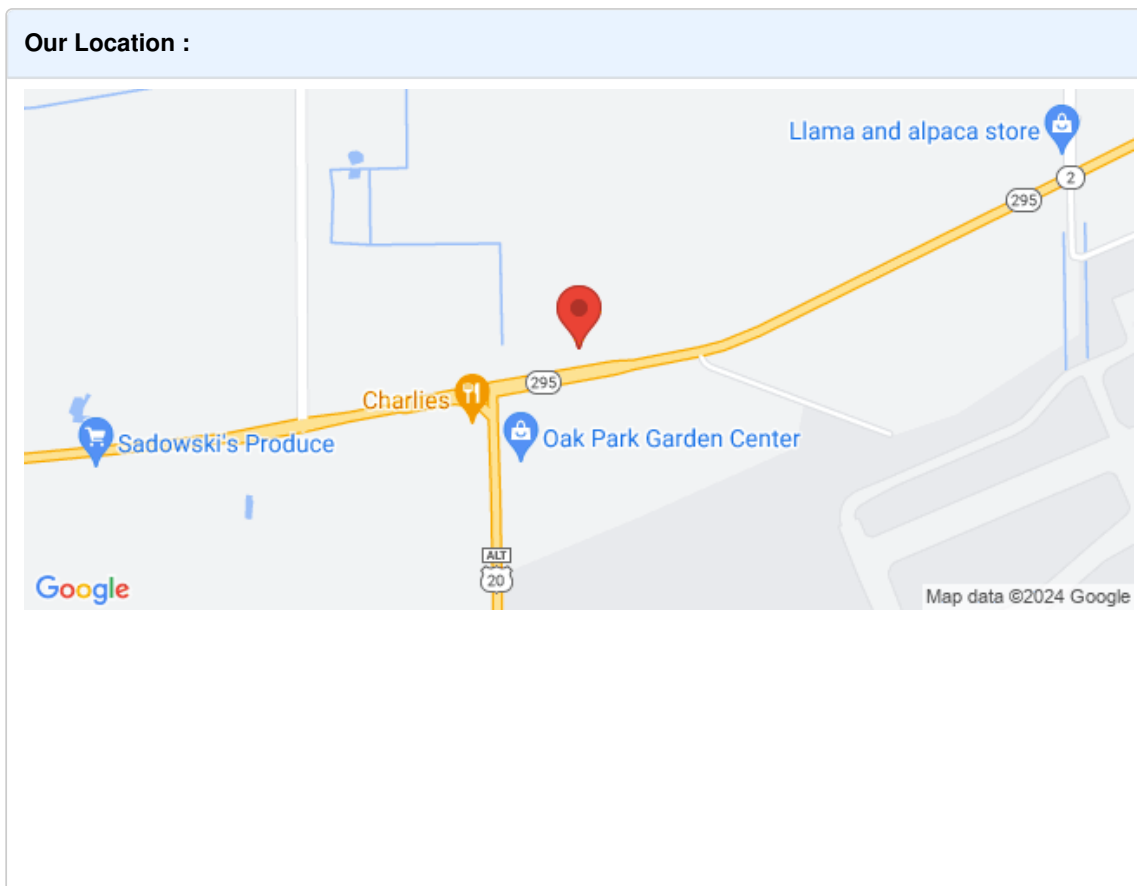 Our Location :
Llama and alpaca store
2
295
295
Charlies
Oak Park Garden Center
Sadowski's Produce
ALT
20
Google
Map data ©2024 Google